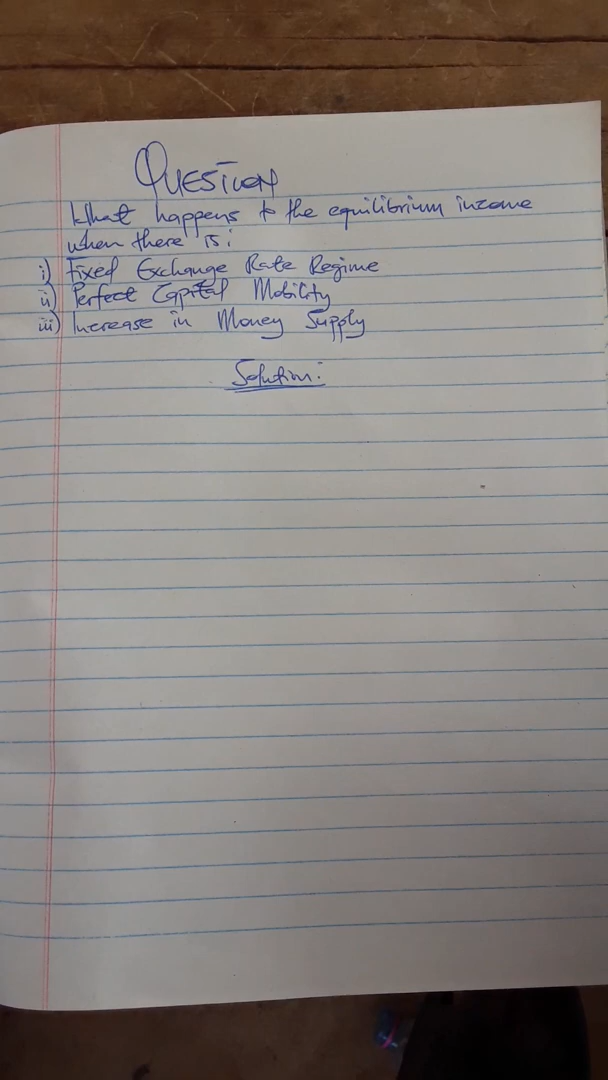 QUESTION
What happens to the equilibrium income
when there is:
i) Fixed Exchange Rate Regime
ii) Perfect Capital Mobility
iii) Increase in Money Supply
Solution: